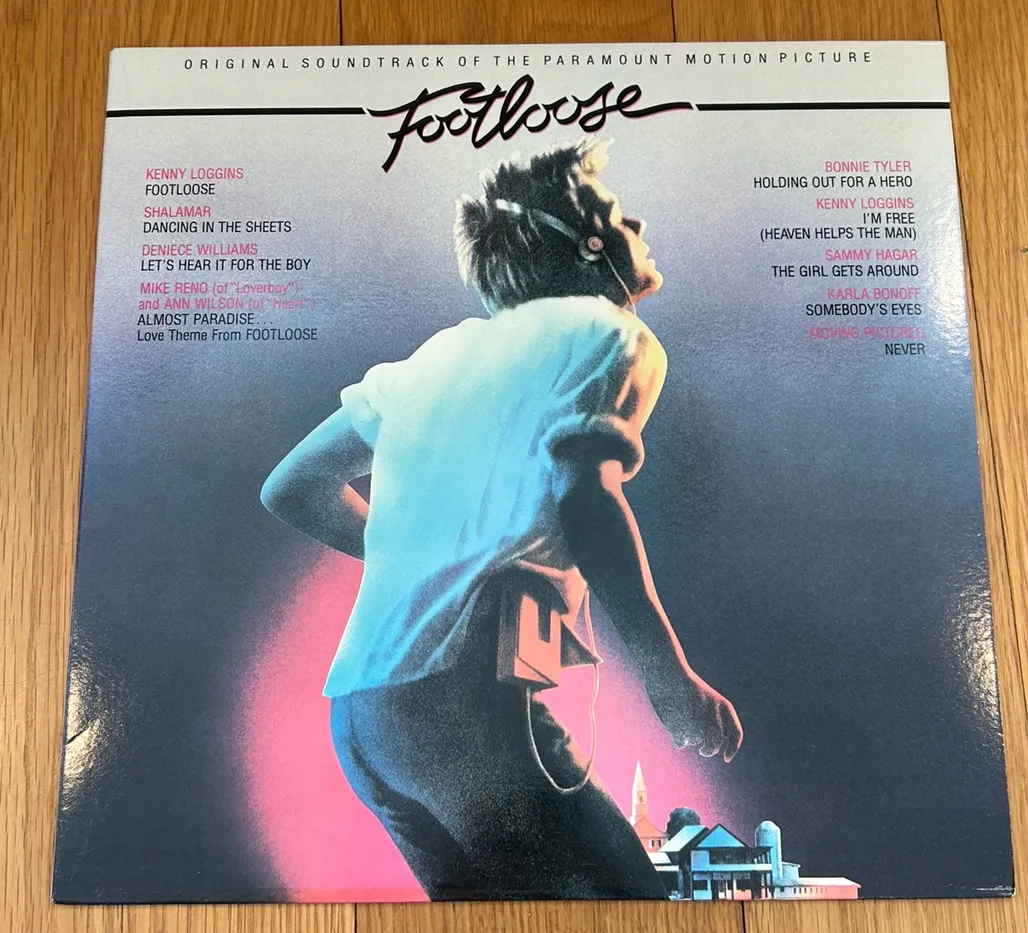 ORIGINAL SOUNDTRACK OF THE PARAMOUNT MOTION PICTURE
Footloose
KENNY LOGGINS
FOOTLOOSE
SHALAMAR
DANCING IN THE SHEETS
DENIECE WILLIAMS
LET'S HEAR IT FOR THE BOY
MIKE RENO (of "Loverboy")
and ANN WILSON (of "Heart")
ALMOST PARADISE...
Love Theme From FOOTLOOSE
BONNIE TYLER
HOLDING OUT FOR A HERO
KENNY LOGGINS
I'M FREE
(HEAVEN HELPS THE MAN)
SAMMY HAGAR
THE GIRL GETS AROUND
KARLA BONOFF
SOMEBODY'S EYES
MOVING PICTURES
NEVER